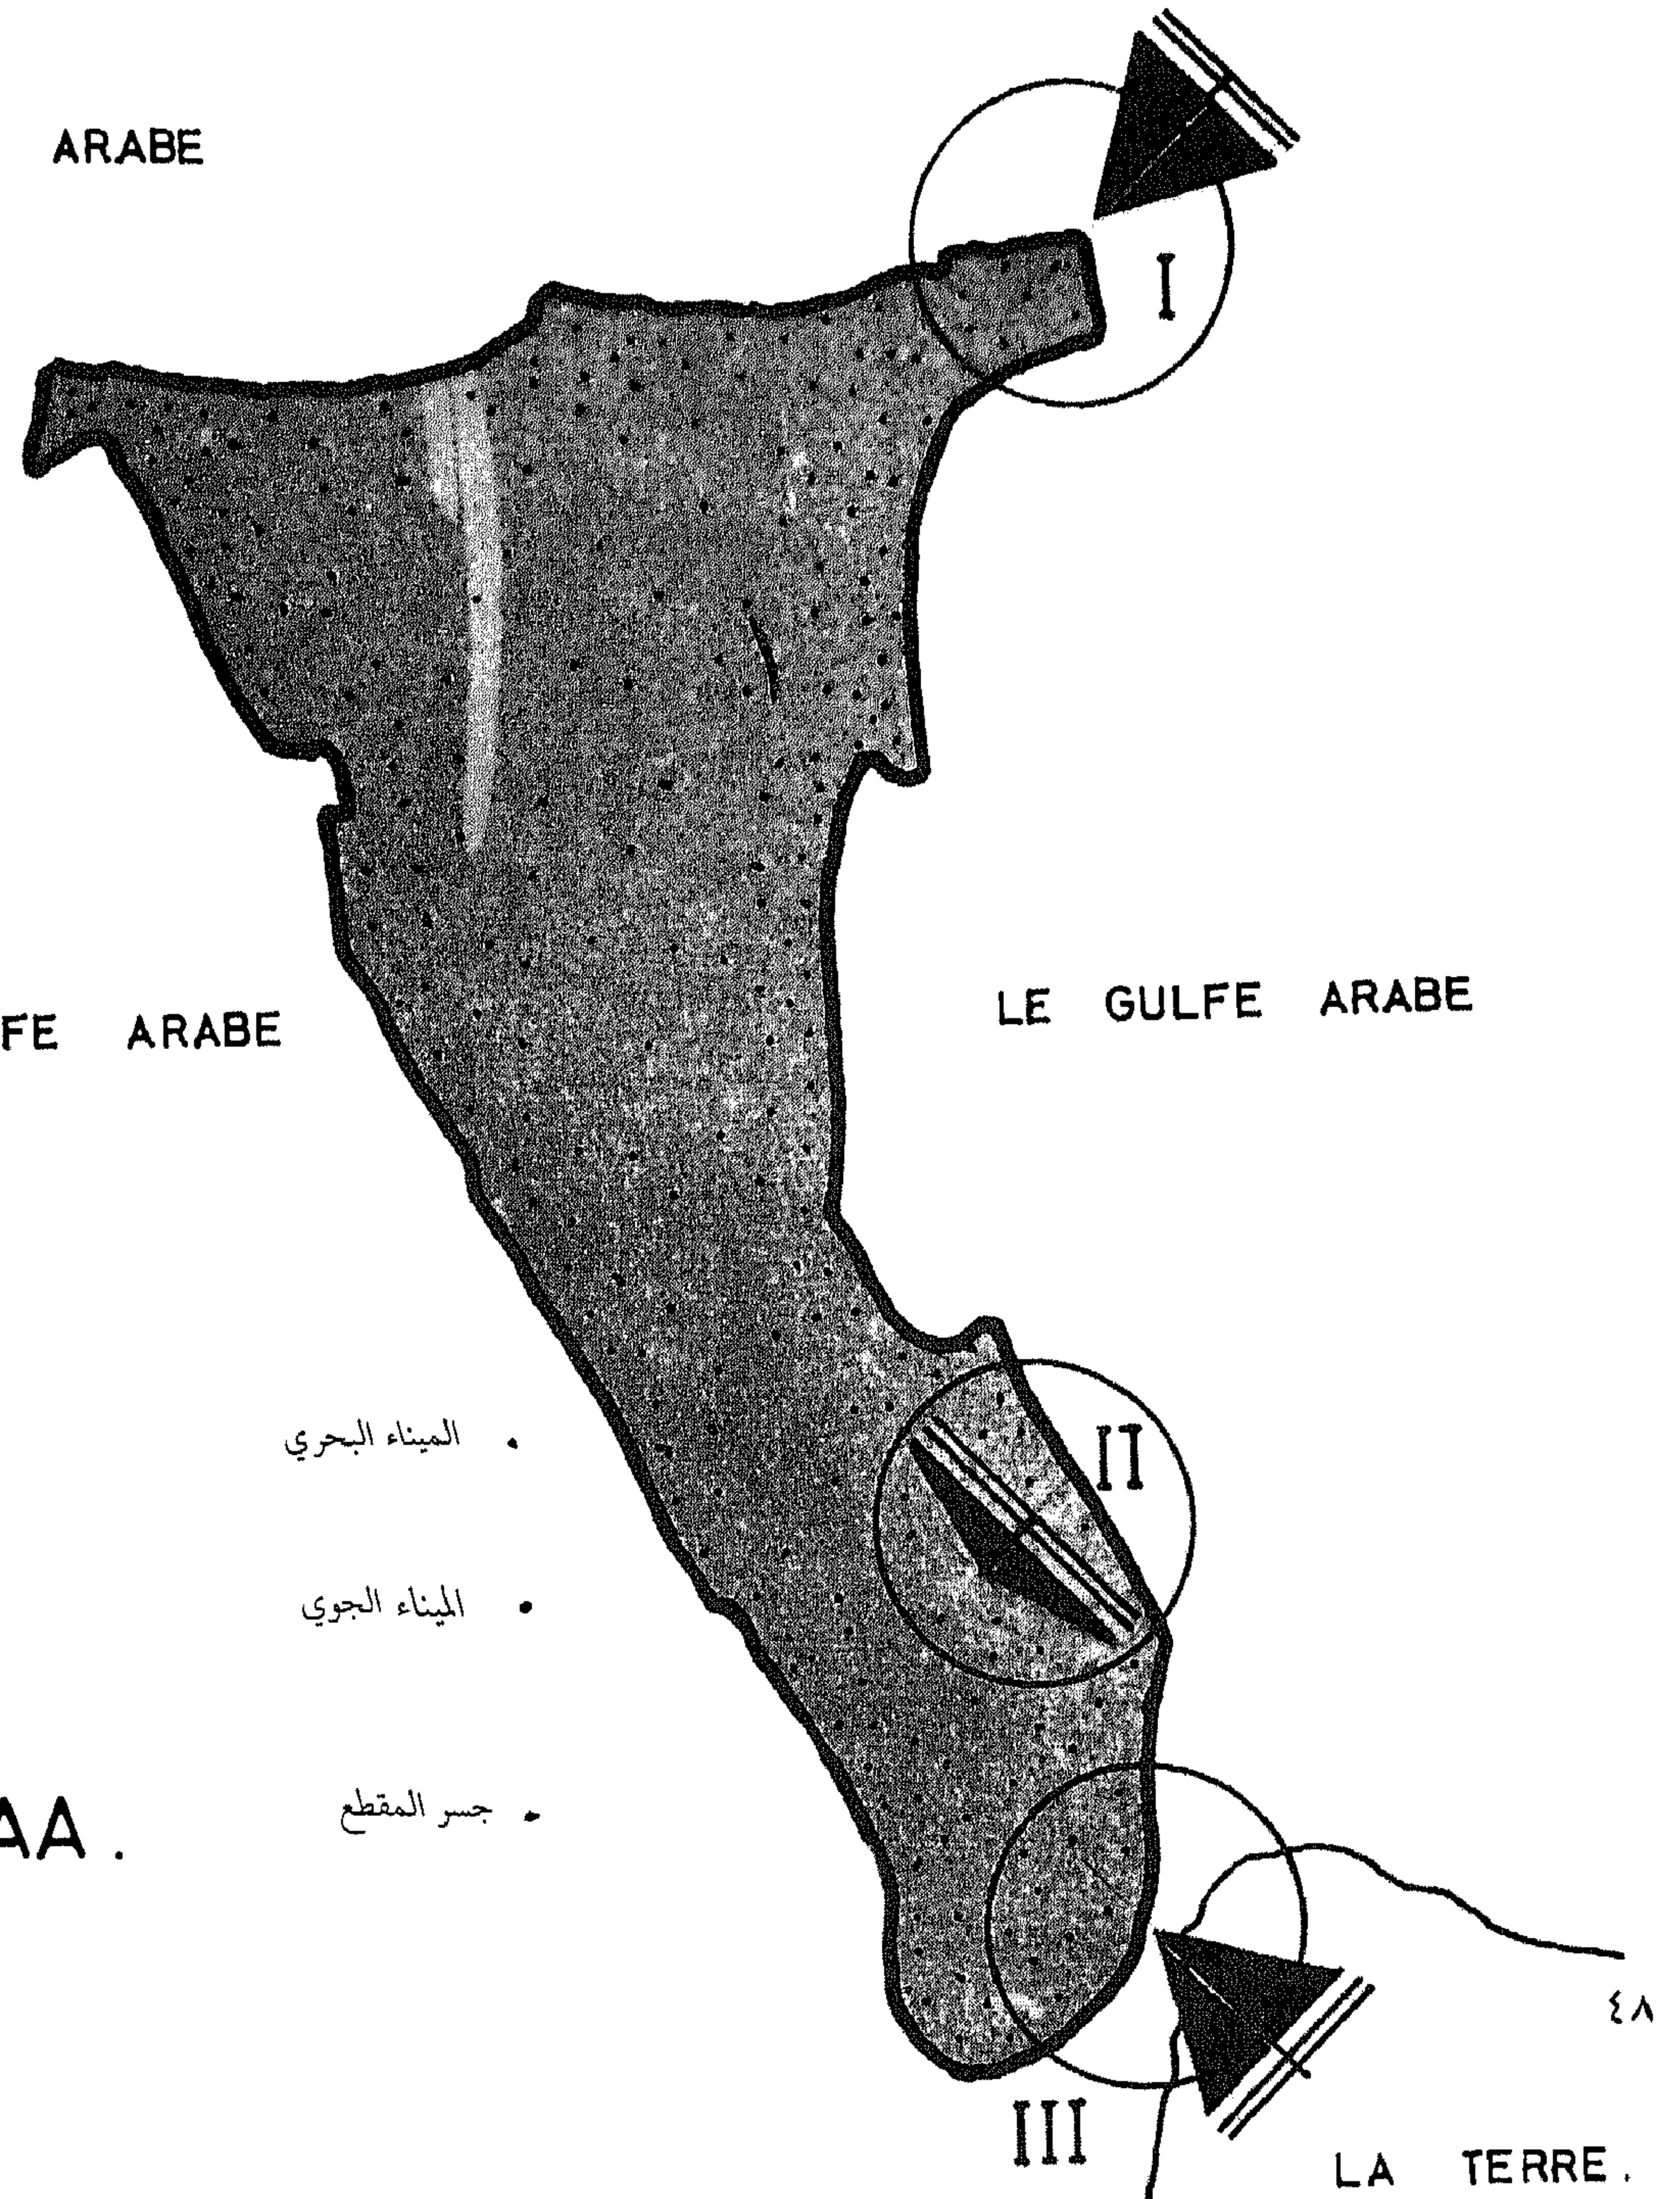 ARABE
I
FE ARABE
LE GULFE ARABE
الميناء البحري •
II
الميناء الجوي •
AA .
جسر المقطع •
٤٨
III
LA TERRE .